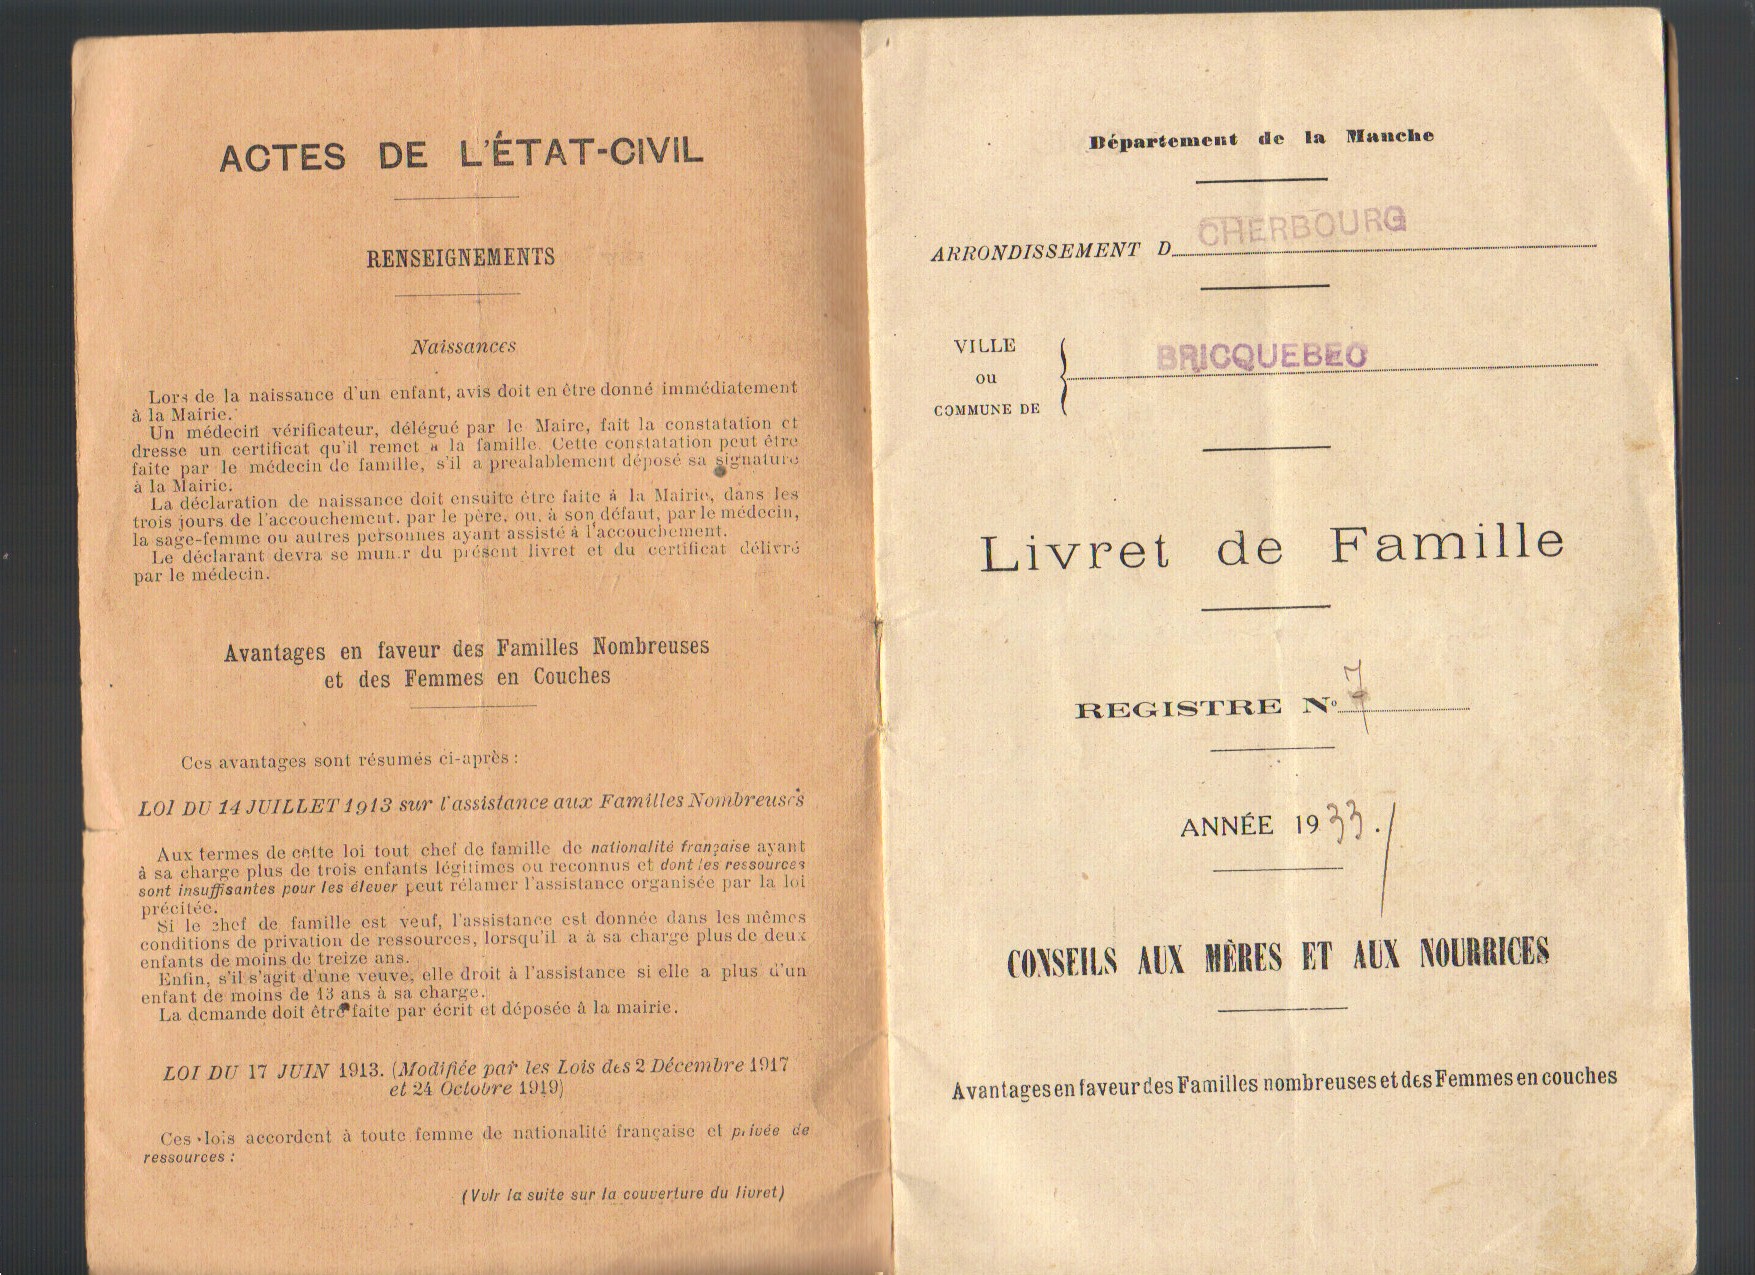 ACTES DE L'ÉTAT-CIVIL
RENSEIGNEMENTS
Naissances
Lors de la naissance d'un enfant, avis doit en être donné immédiatement
à la Mairie.
Un médecin vérificateur, délégué par le Maire, fait la constatation et
dresse un certificat qu'il remet à la famille. Cette constatation peut être
faite par le médecin de famille, s'il a préalablement déposé sa signature
à la Mairie.
La déclaration de naissance doit ensuite être faite à la Mairie, dans les
trois jours de l'accouchement, par le père, ou, à son défaut, par le médecin,
la sage-femme ou autres personnes ayant assisté à l'accouchement.
Le déclarant devra se munir du présent livret et du certificat délivré
par le médecin.
Avantages en faveur des Familles Nombreuses
et des Femmes en Couches
Ces avantages sont résumés ci-après :
LOI DU 14 JUILLET 1913 sur l'assistance aux Familles Nombreuses
Aux termes de cette loi tout chef de famille de nationalité française ayant
à sa charge plus de trois enfants légitimes ou reconnus et dont les ressources
sont insuffisantes pour les élever peut rélamer l'assistance organisée par la loi
précitée.
Si le chef de famille est veuf, l'assistance est donnée dans les mêmes
conditions de privation de ressources, lorsqu'il a à sa charge plus de deux
enfants de moins de treize ans.
Enfin, s'il s'agit d'une veuve, elle droit à l'assistance si elle a plus d'un
enfant de moins de 13 ans à sa charge.
La demande doit être faite par écrit et déposée à la mairie.
LOI DU 17 JUIN 1913. (Modifiée par les Lois des 2 Décembre 1917
et 24 Octobre 1919)
Ces lois accordent à toute femme de nationalité française et privée de
ressources :
(Voir la suite sur la couverture du livret)
Département de la Manche
ARRONDISSEMENT D CHERBOURG
VILLE
ou
COMMUNE DE
BRICQUEBEC
Livret de Famille
REGISTRE N° 7
ANNÉE 1933.
CONSEILS AUX MÈRES ET AUX NOURRICES
Avantages en faveur des Familles nombreuses et des Femmes en couches